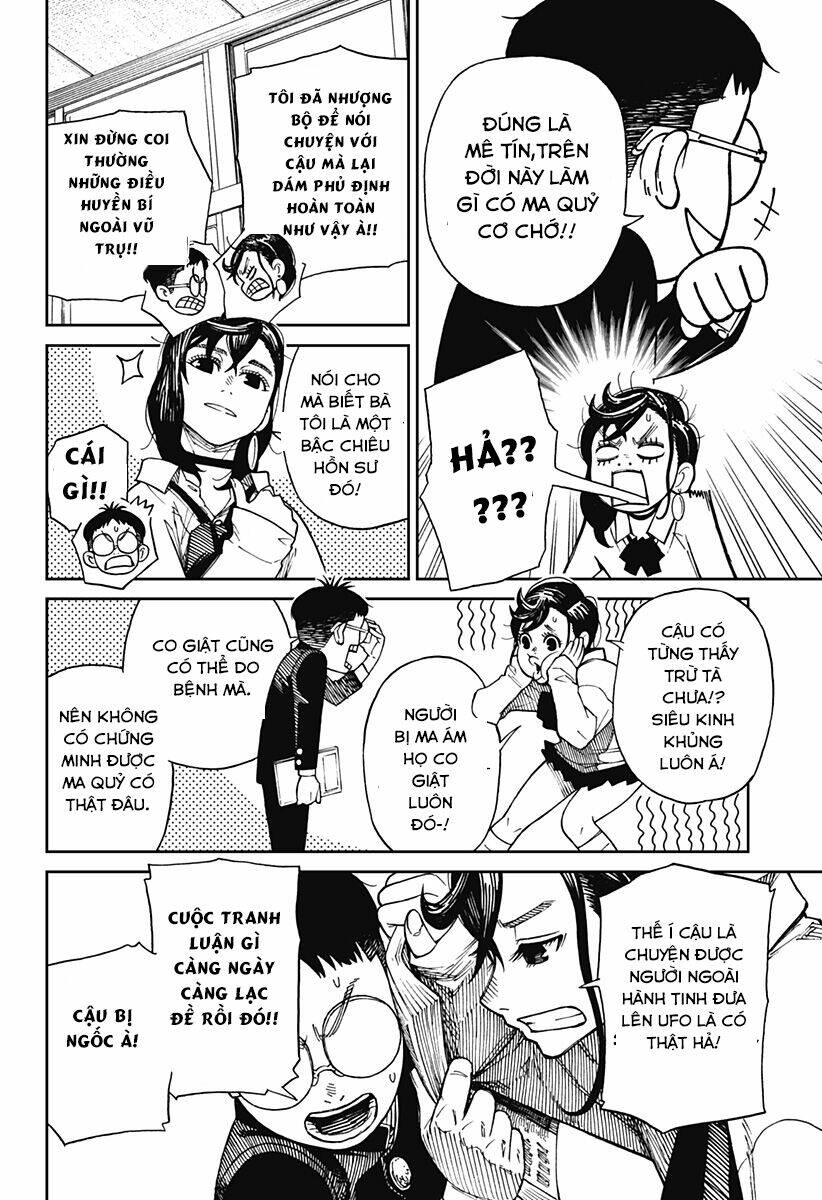 ĐÚNG LÀ
MÊ TÍN,TRÊN
ĐỜI NÀY LÀM
GÌ CÓ MA QUỶ
CƠ CHỚ!!
HẢ??
???
TÔI ĐÃ NHƯỢNG
BỘ ĐỂ NÓI
CHUYỆN VỚI
CẬU MÀ LẠI
DÁM PHỦ ĐỊNH
HOÀN TOÀN
NHƯ VẬY À!!
XIN ĐỪNG COI
THƯỜNG
NHỮNG ĐIỀU
HUYỀN BÍ
NGOÀI VŨ
TRỤ!!
NÓI CHO
MÀ BIẾT BÀ
TÔI LÀ MỘT
BẬC CHIÊU
HỒN SƯ
ĐÓ!
CÁI
GÌ!!
CẬU CÓ
TỪNG THẤY
TRỪ TÀ
CHƯA!?
SIÊU KINH
KHỦNG
LUÔN Á!
NGƯỜI
BỊ MA ÁM
HỌ CO
GIẬT
LUÔN
ĐÓ-!
CO GIẬT CŨNG
CÓ THỂ DO
BỆNH MÀ.
NÊN KHÔNG
CÓ CHỨNG
MINH ĐƯỢC
MA QUỶ CÓ
THẬT ĐÂU.
THẾ Í CẬU LÀ
CHUYỆN ĐƯỢC
NGƯỜI NGOÀI
HÀNH TINH ĐƯA
LÊN UFO LÀ CÓ
THẬT HẢ!
CUỘC TRANH
LUẬN GÌ
CÀNG NGÀY
CÀNG LẠC
ĐỀ RỒI ĐÓ!!
CẬU BỊ
NGỐC À!